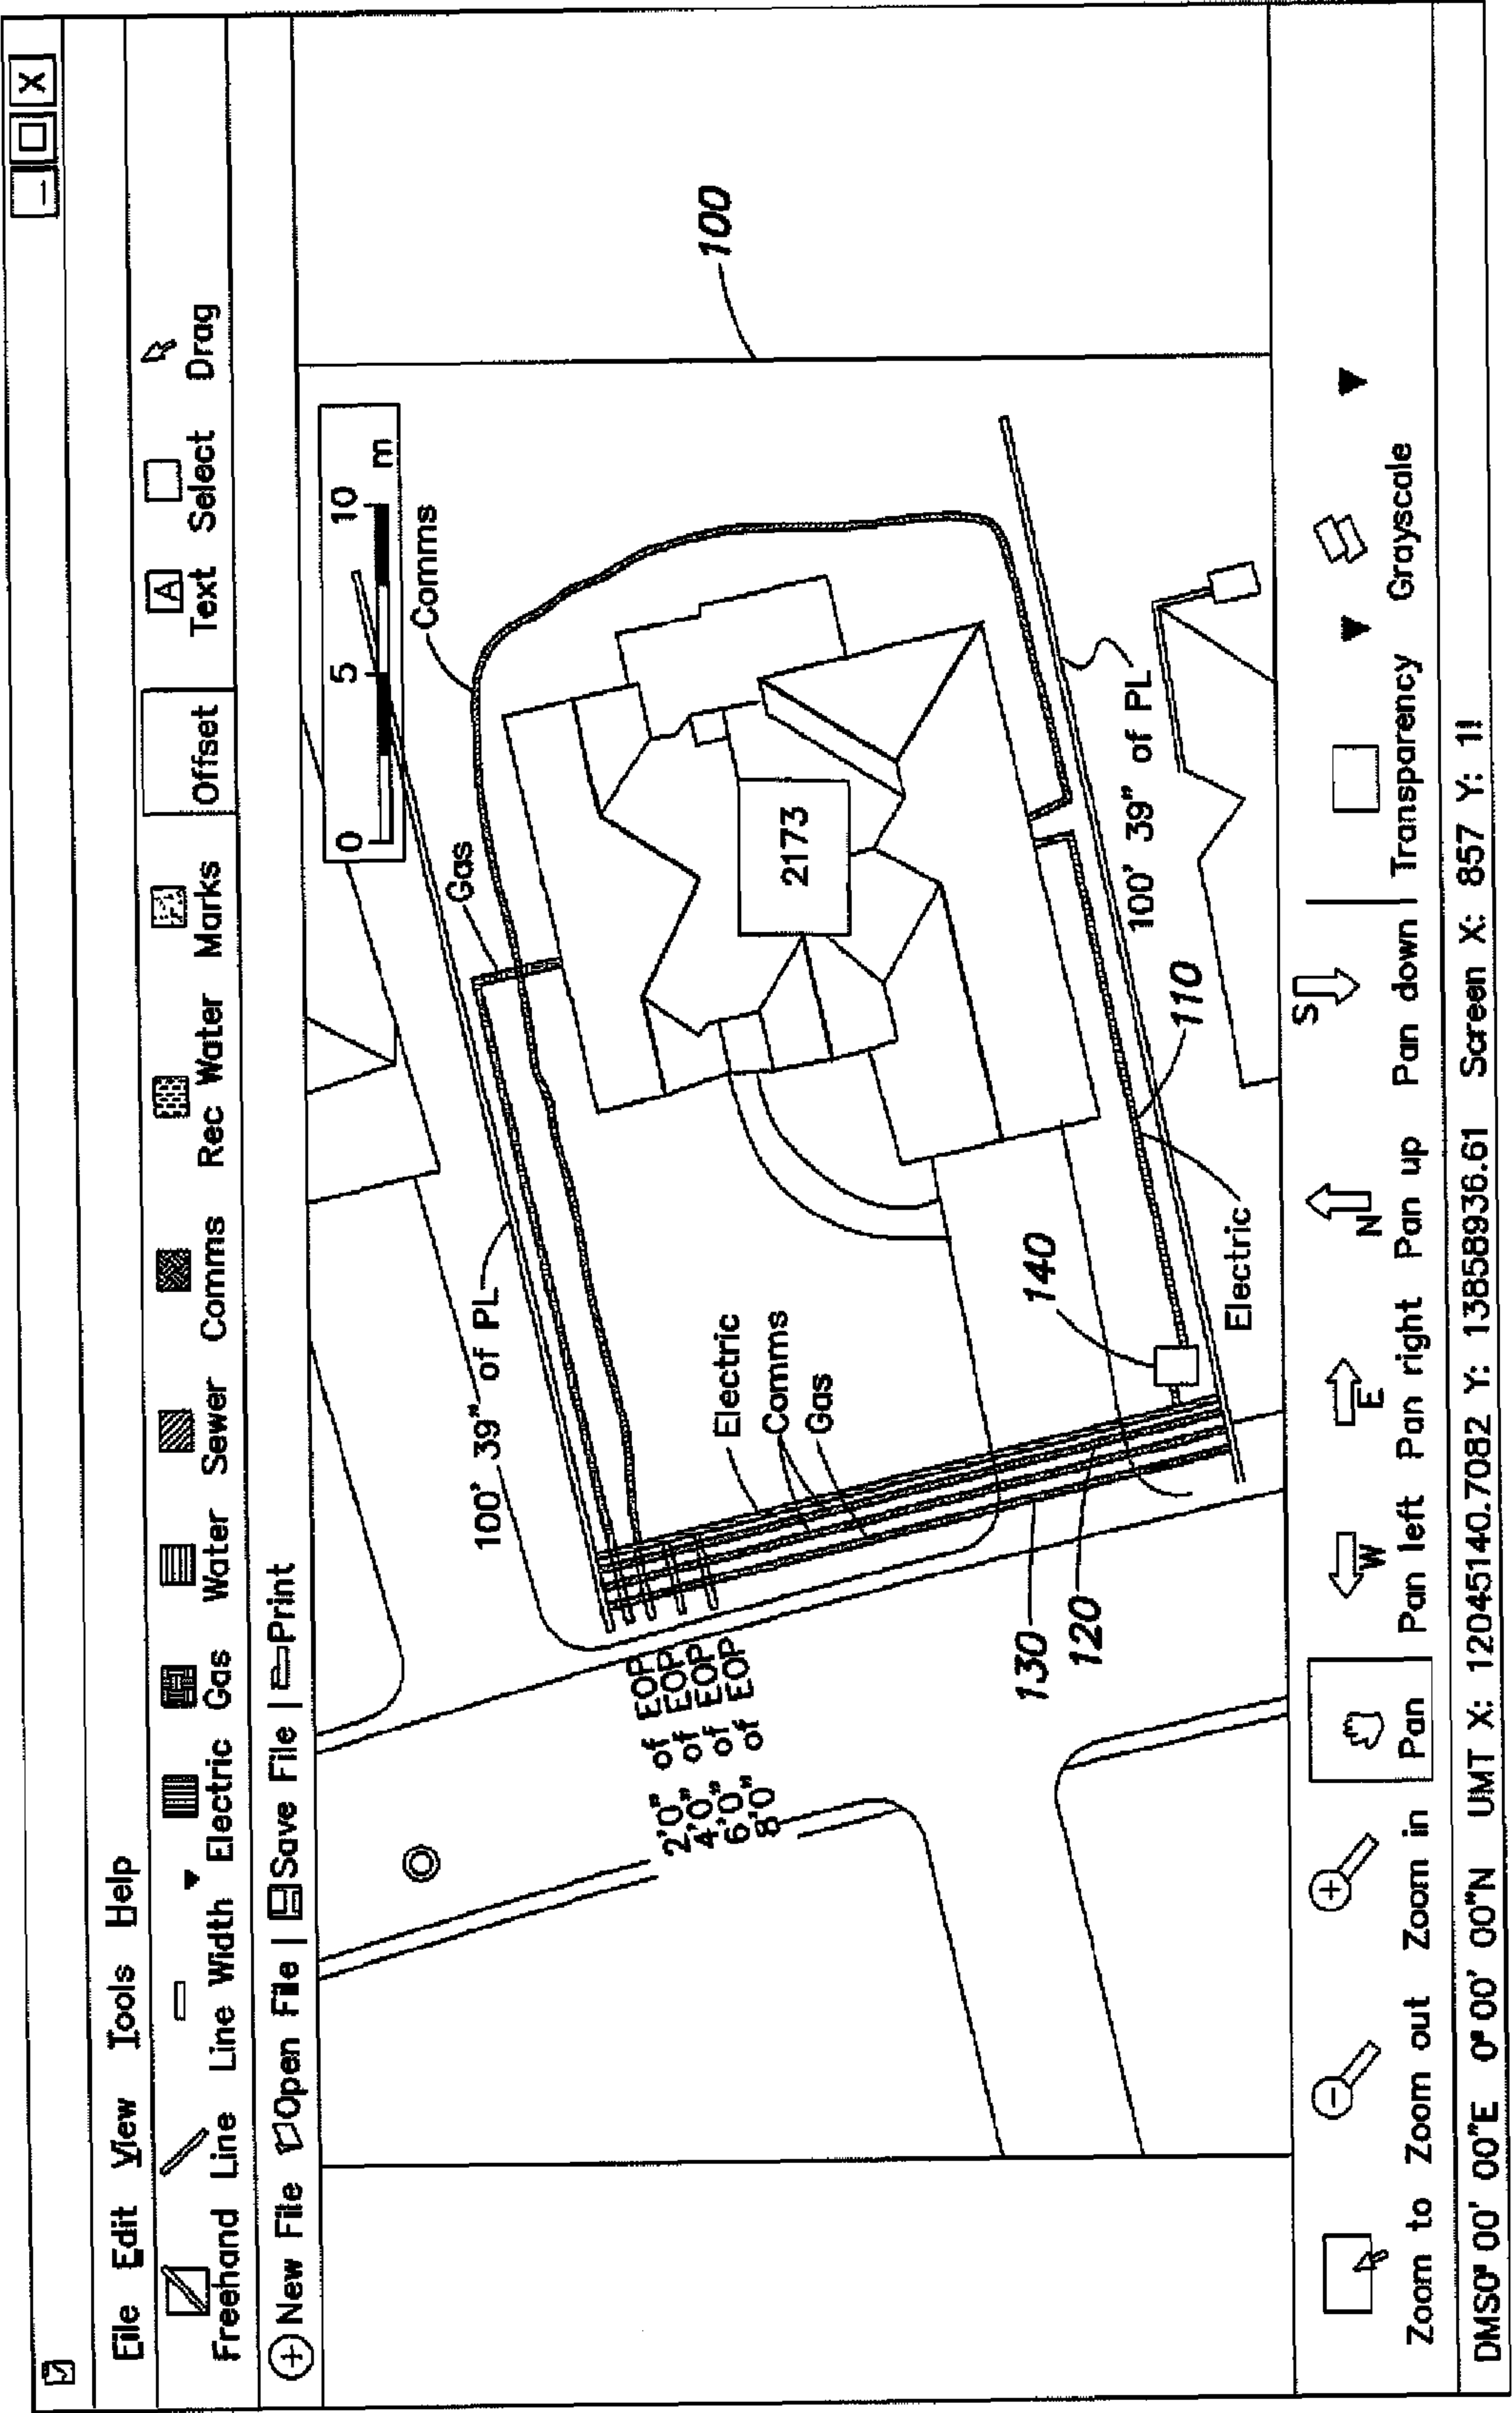 File Edit View Tools Help
Freehand Line Line Width Electric Gas Water Sewer Comms Rec Water Marks Offset Text Select Drag
A
New File Open File | Save File | Print
0 5 10
m
Comms
Gas
100
100' 39" of PL
Electric
Comms
Gas
2173
2'0" of EOP
4'0" of EOP
6'0" of EOP
8'0" of EOP
140
110
100' 39" of PL
Electric
130
120
W E N S
Zoom to Zoom out Zoom in Pan Pan left Pan right Pan up Pan down Transparency Grayscale
DMS0" 00' 00"E 0" 00' 00"N UMT X: 12045140.7082 Y: 13858936.61 Screen X: 857 Y: 1!